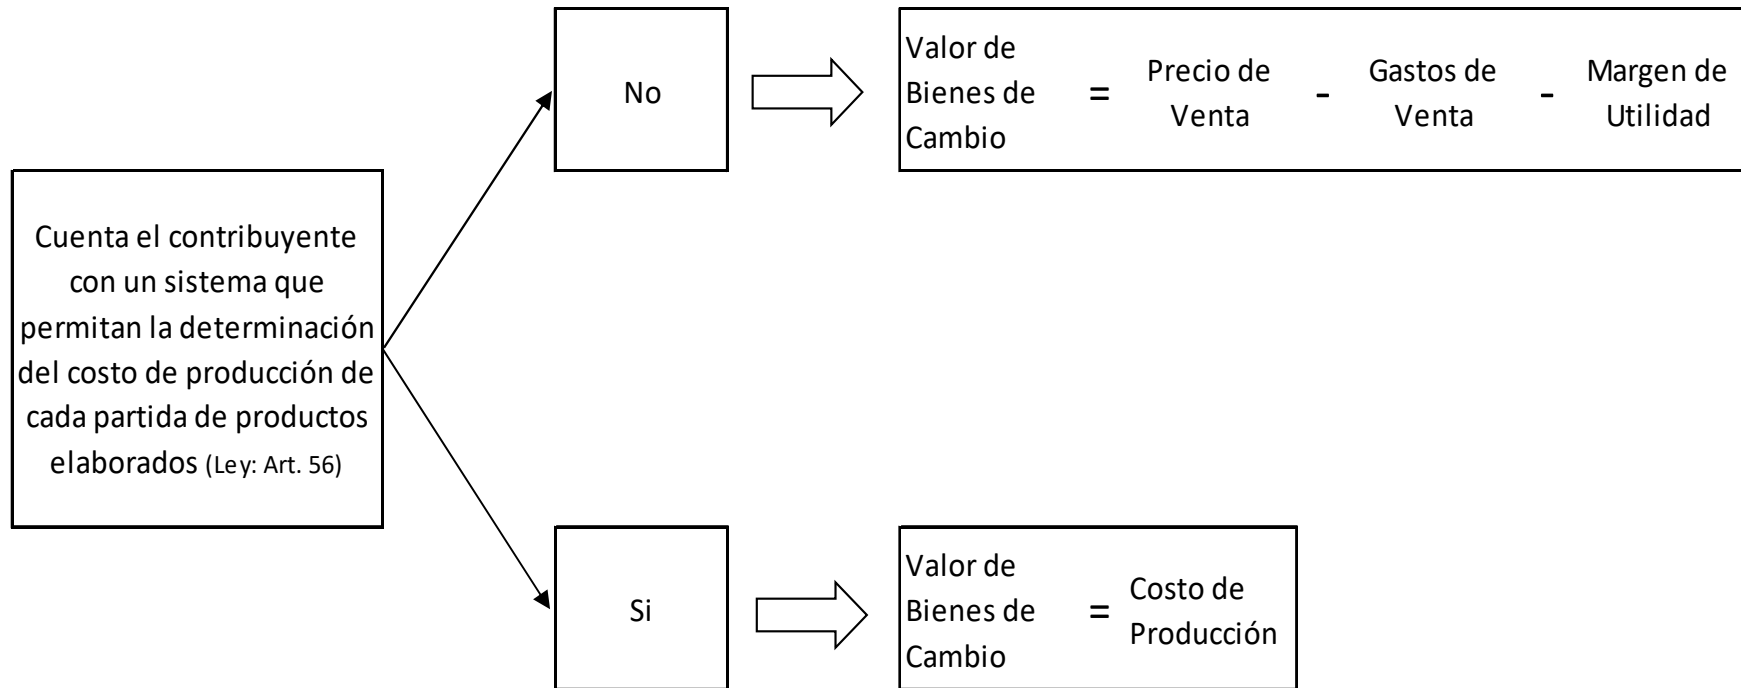 Cuenta el contribuyente
con un sistema que
permitan la determinación
del costo de producción de
cada partida de productos
elaborados (Ley: Art. 56)
No
Valor de
Bienes de
Cambio
=
Precio de
Venta
-
Gastos de
Venta
-
Margen de
Utilidad
Si
Valor de
Bienes de
Cambio
=
Costo de
Producción